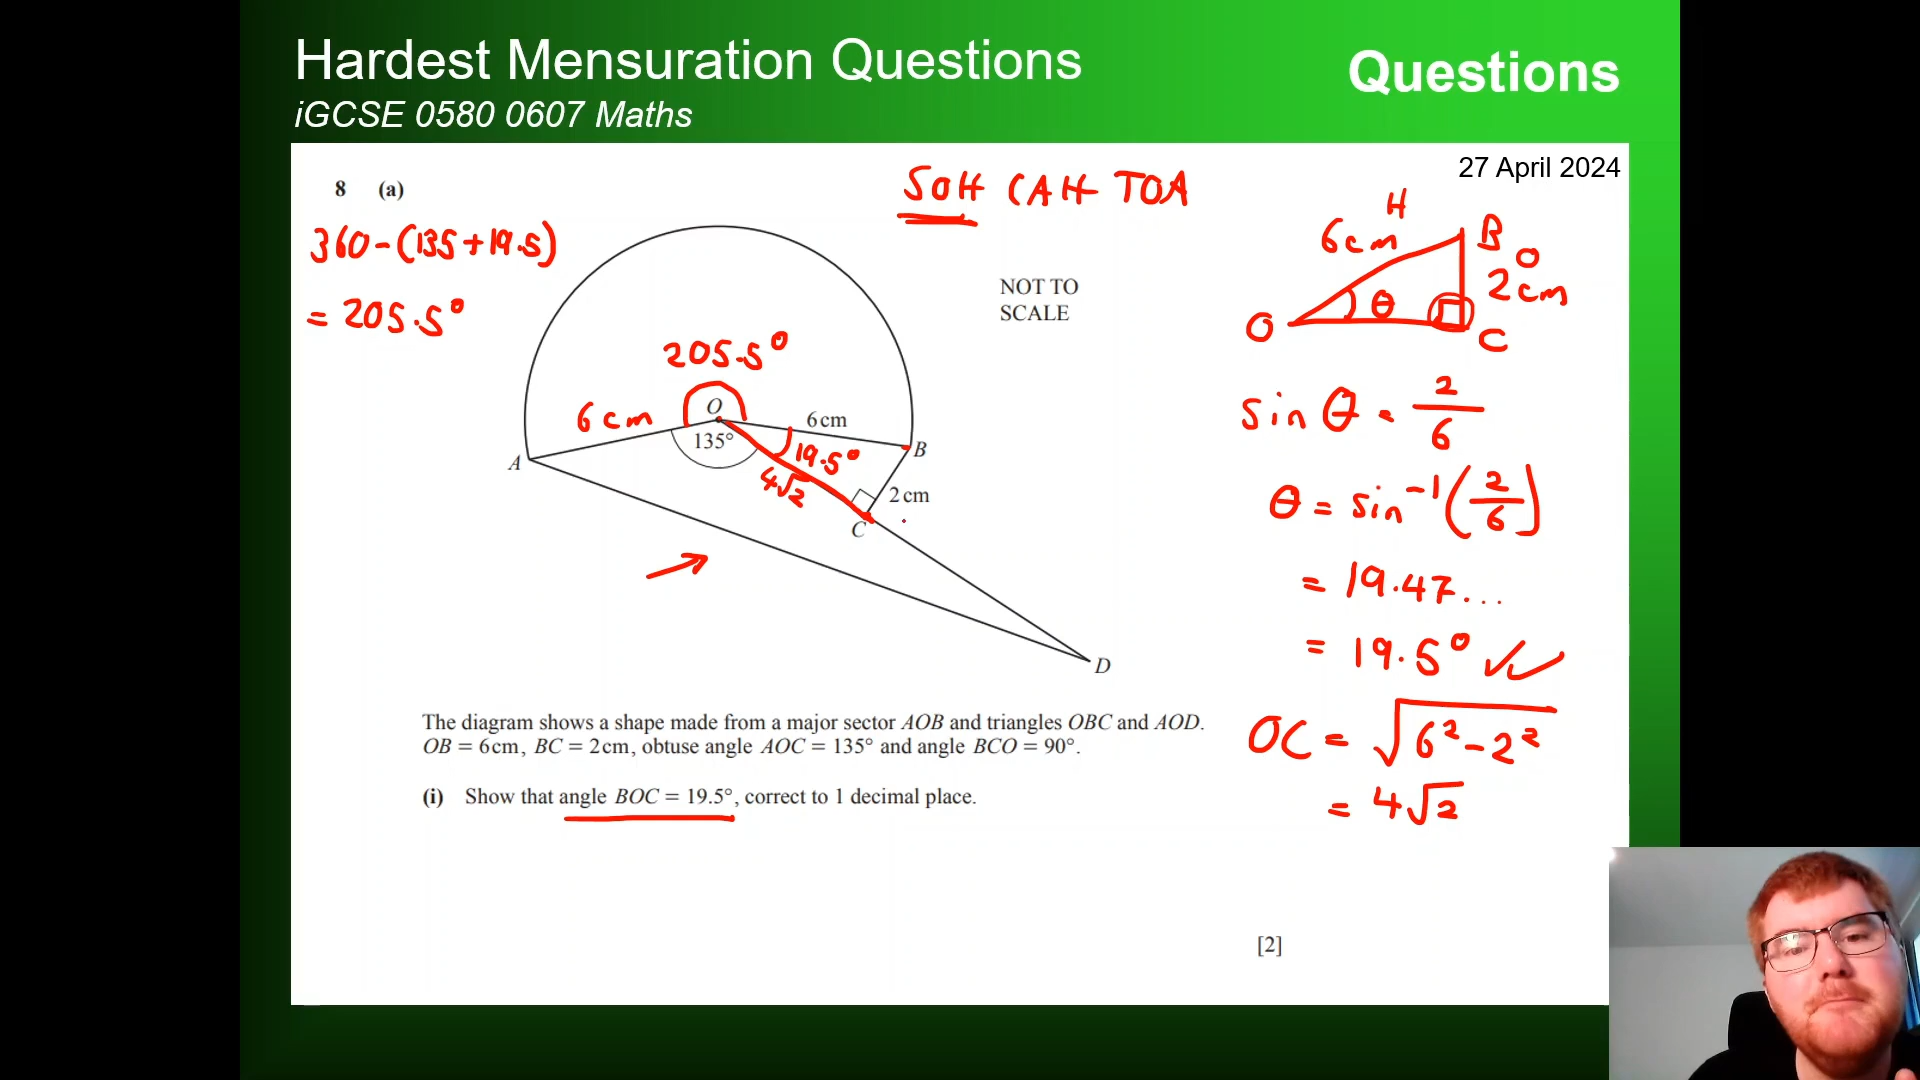 Hardest Mensuration Questions
Questions
iGCSE 0580 0607 Maths
27 April 2024
8 (a)
SOH CAH TOA
360-(135+19.5)
= 205.5°
NOT TO
SCALE
H
6cm
B
O
2cm
θ
O
C
205.5°
O
6cm
6 cm
135°
19.5°
4√2
A
B
2 cm
C
D
sin θ = 2/6
θ = sin⁻¹(2/6)
= 19.47...
= 19.5° ✓✓
OC = √6²-2²
= 4√2
The diagram shows a shape made from a major sector AOB and triangles OBC and AOD.
OB = 6cm, BC = 2cm, obtuse angle AOC = 135° and angle BCO = 90°.
(i) Show that angle BOC = 19.5°, correct to 1 decimal place.
[2]